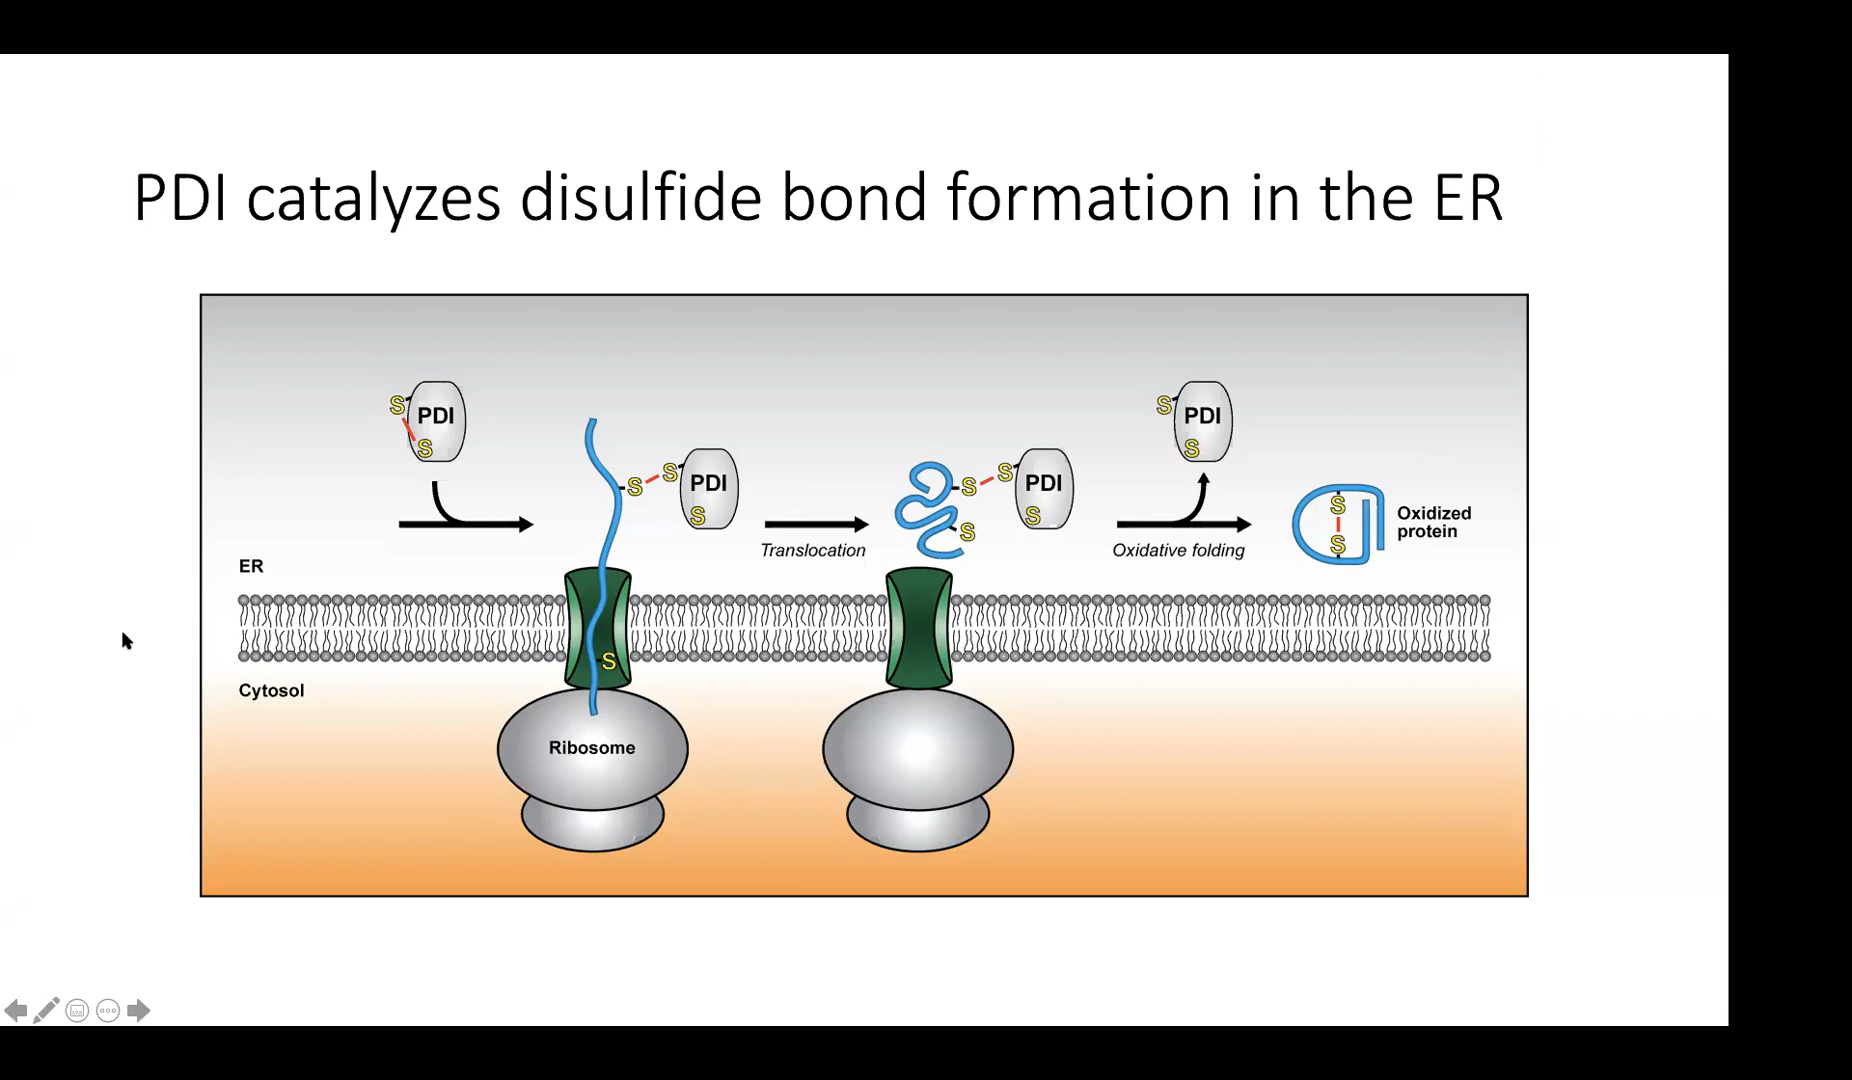 PDI catalyzes disulfide bond formation in the ER
S
PDI
S
S
S
PDI
S
Translocation
S
S
PDI
S
S
Oxidative folding
S
PDI
S
S
S
Oxidized
protein
ER
S
Cytosol
Ribosome